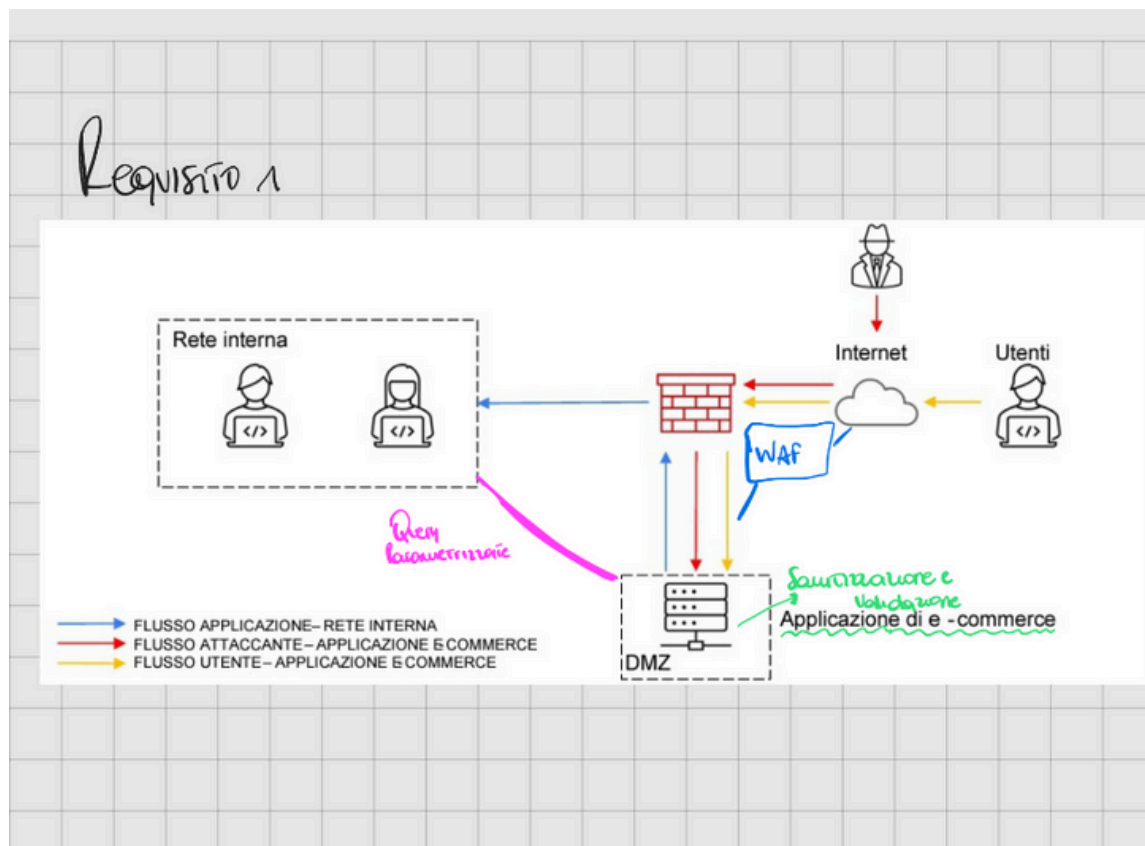 Requisito 1
Internet
Utenti
Rete interna
WAF
Query
Parametrizzate
Sanitizzazione e
validazione
Applicazione di e -commerce
FLUSSO APPLICAZIONE– RETE INTERNA
FLUSSO ATTACCANTE– APPLICAZIONE E-COMMERCE
FLUSSO UTENTE– APPLICAZIONE E-COMMERCE
DMZ